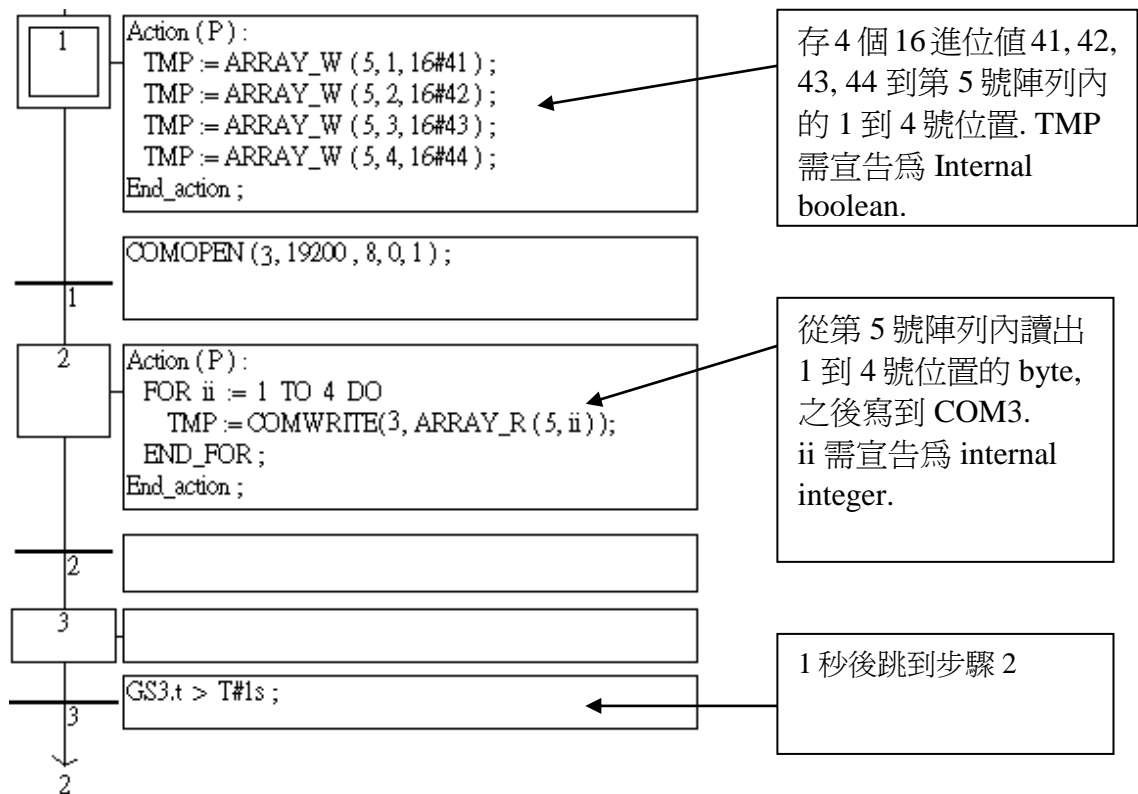 1
Action (P) :
TMP := ARRAY_W (5, 1, 16#41) ;
TMP := ARRAY_W (5, 2, 16#42) ;
TMP := ARRAY_W (5, 3, 16#43) ;
TMP := ARRAY_W (5, 4, 16#44) ;
End_action ;
存 4 個 16 進位值 41, 42,
43, 44 到第 5 號陣列內
的 1 到 4 號位置. TMP
需宣告爲 Internal
boolean.
COMOPEN (3, 19200 , 8, 0, 1 ) ;
1
2
Action (P) :
FOR ii := 1 TO 4 DO
TMP := COMWRITE(3, ARRAY_R (5, ii) );
END_FOR ;
End_action ;
從第 5 號陣列內讀出
1 到 4 號位置的 byte,
之後寫到 COM3.
ii 需宣告爲 internal
integer.
2
3
GS3.t > T#1s ;
3
1 秒後跳到步驟 2
2